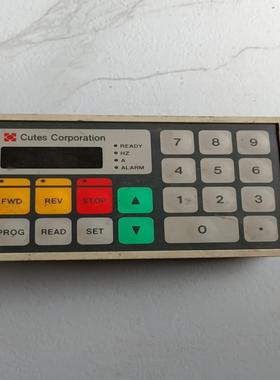 Cutes Corporation
READY
HZ
A
ALARM
7 8 9
4 5 6
FWD REV STOP ▲
1 2 3
PROG READ SET ▼
0 .